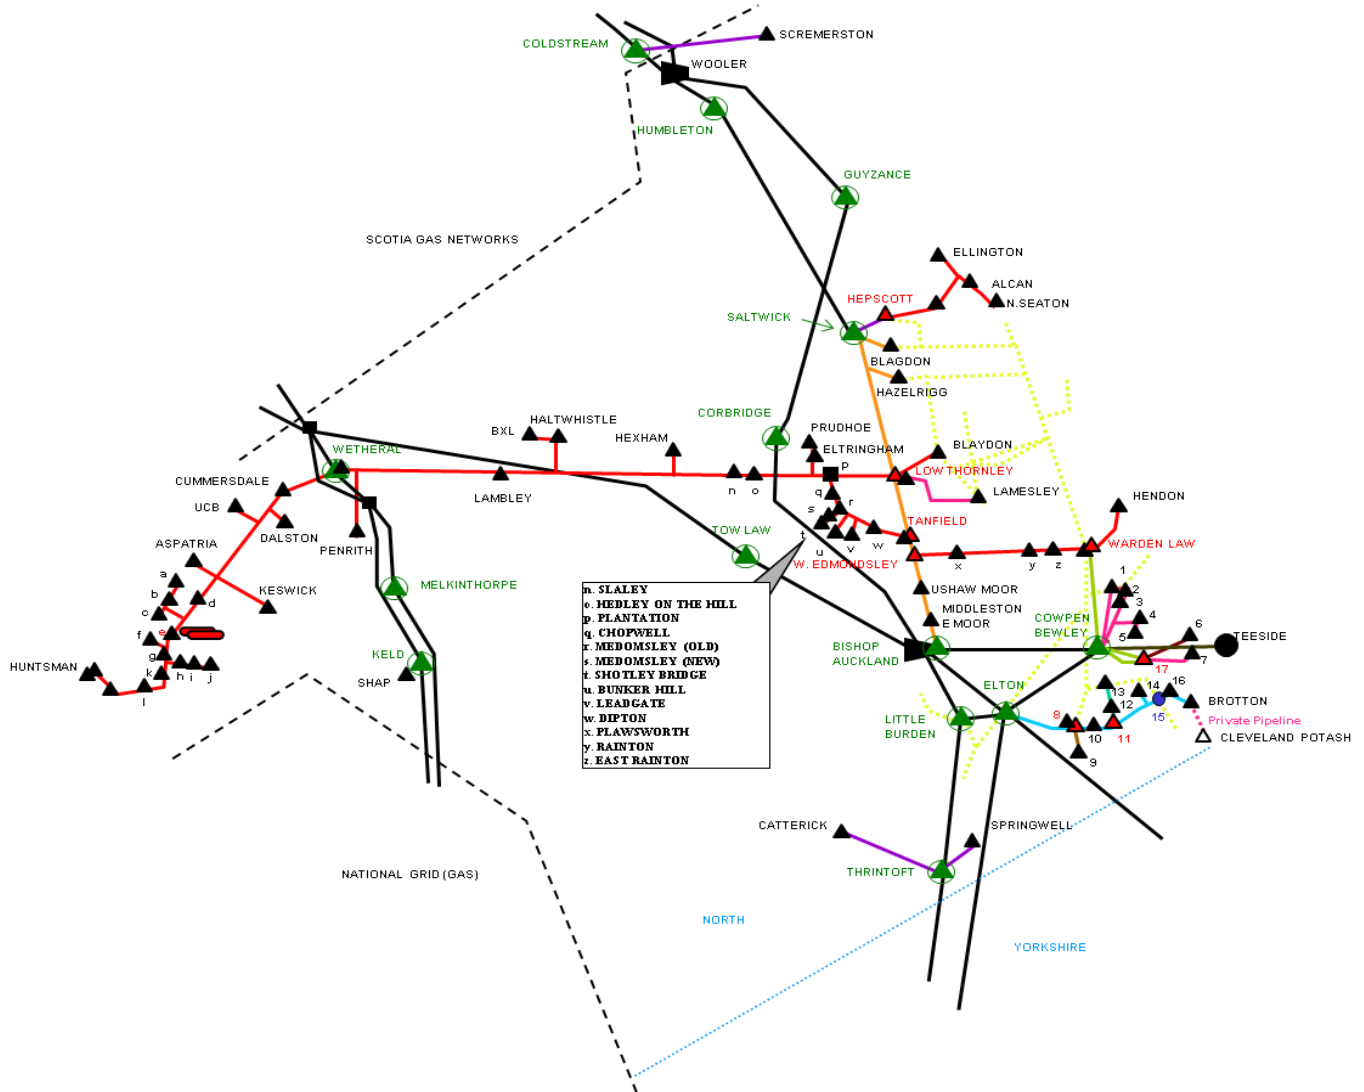 SCREMERSTON
COLDSTREAM
WOOLER
HUMBLETON
GUYZANCE
SCOTIA GAS NETWORKS
ELLINGTON
ALCAN
HEPSCOTT
N.SEATON
SALTWICK
BLAGDON
HAZELRIGG
CORBRIDGE
HALTWHISTLE
BXL
HEXHAM
PRUDHOE
ELTRINGHAM
BLAYDON
WETHERAL
p
LOW THORNLEY
CUMMERSDALE
LAMBLEY
n
o
q
LAMESLEY
HENDON
UCB
s
r
DALSTON
PENRITH
TOW LAW
t
u
v
w
TANFIELD
WARDEN LAW
ASPATRIA
W. EDMONDSLEY
x
y
z
a
b
c
d
KESWICK
MELKINTHORPE
n. SLALEY
o. HEDLEY ON THE HILL
p. PLANTATION
q. CHOPWELL
r. MEDOMSLEY (OLD)
s. MEDOMSLEY (NEW)
t. SHOTLEY BRIDGE
u. BUNKER HILL
v. LEADGATE
w. DIPTON
x. PLAWSWORTH
y. RAINTON
z. EAST RAINTON
USHAW MOOR
MIDDLESTON
E MOOR
1
2
3
4
5
6
7
COWPEN
BEWLEY
TEESIDE
e
f
g
h
i
j
k
l
HUNTSMAN
KELD
SHAP
BISHOP
AUCKLAND
17
ELTON
LITTLE
BURDEN
13
14
16
12
15
BROTTON
8
10
11
9
Private Pipeline
CLEVELAND POTASH
CATTERICK
SPRINGWELL
THRINTOFT
NATIONAL GRID (GAS)
NORTH
YORKSHIRE